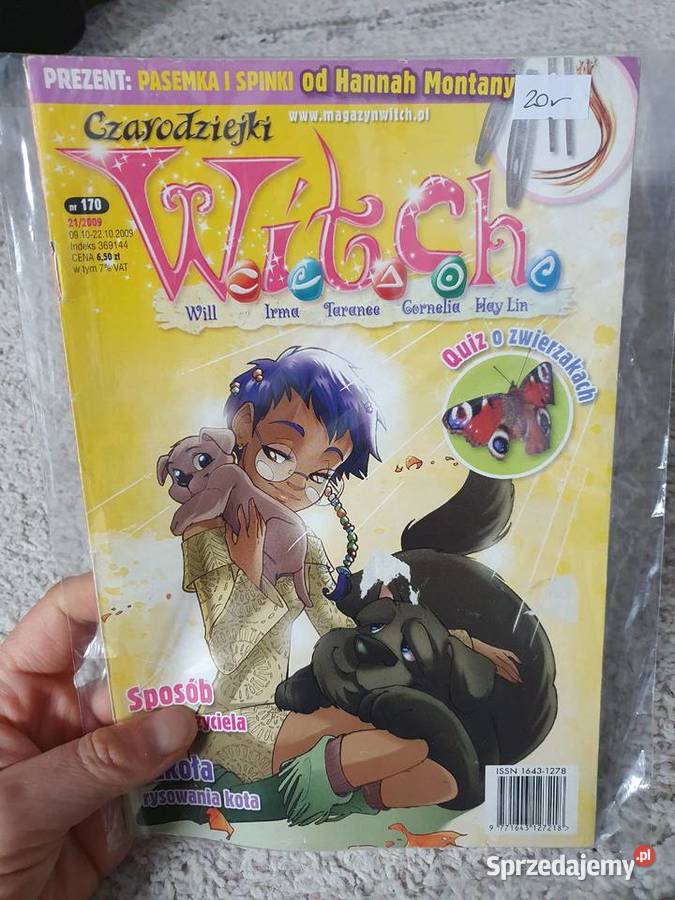 PREZENT: PASEMKA I SPINKI od Hannah Montany
20,-
Czarodziejki
www.magazynwitch.pl
W.i.t.c.h.
nr 170
21/2009
09.10-22.10.2009
Indeks 369144
CENA 6,50 zł
w tym 7% VAT
Will Irma Taranee Cornelia Hay Lin
Quiz o zwierzakach
Sposób
rysowania kota
ISSN 1643-1278
9 771643 127218
Sprzedajemy.pl